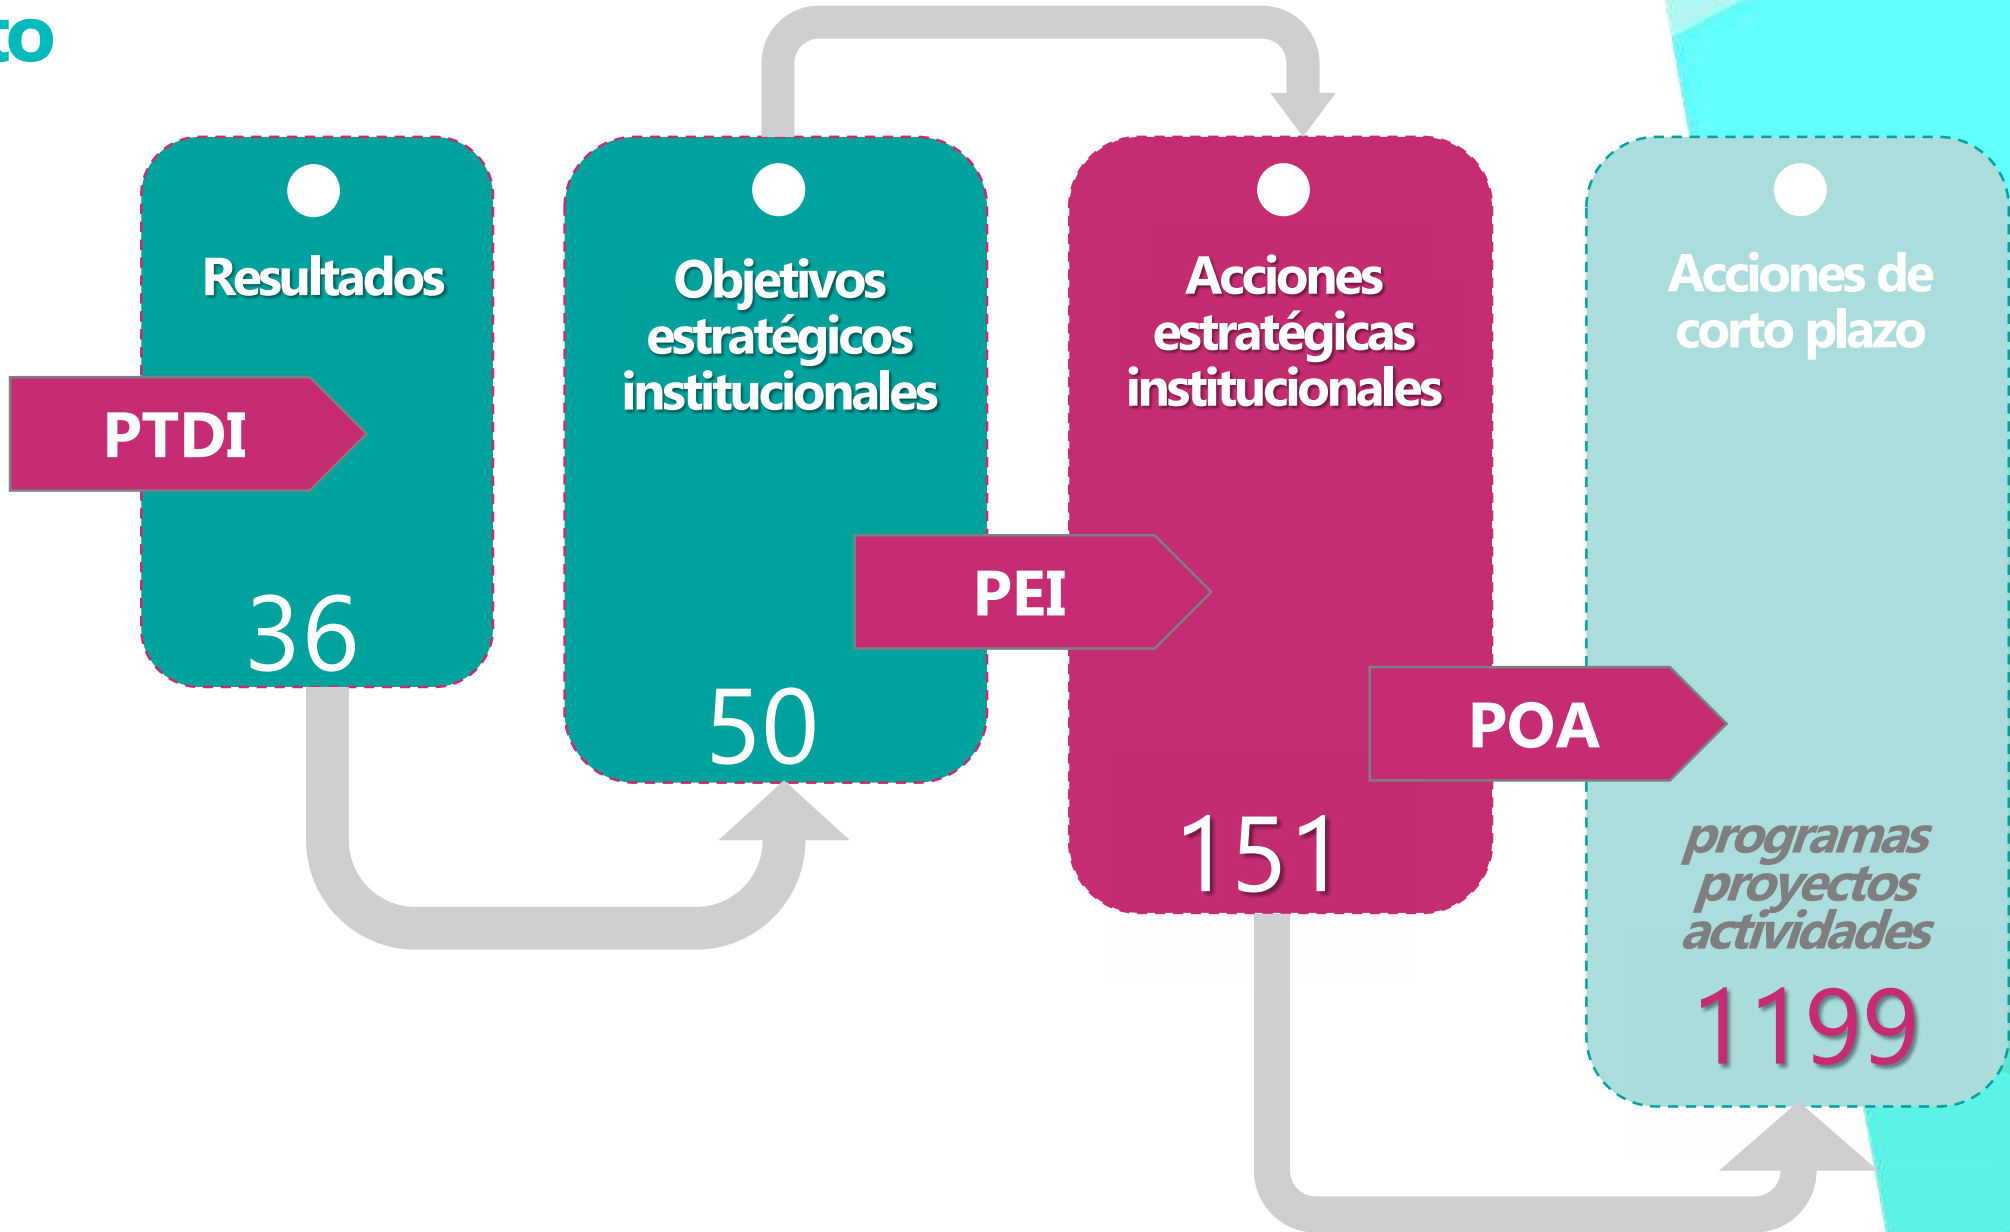 to
Resultados
PTDI
36
Objetivos
estratégicos
institucionales
PEI
50
Acciones
estratégicas
institucionales
POA
151
Acciones de
corto plazo
programas
proyectos
actividades
1199